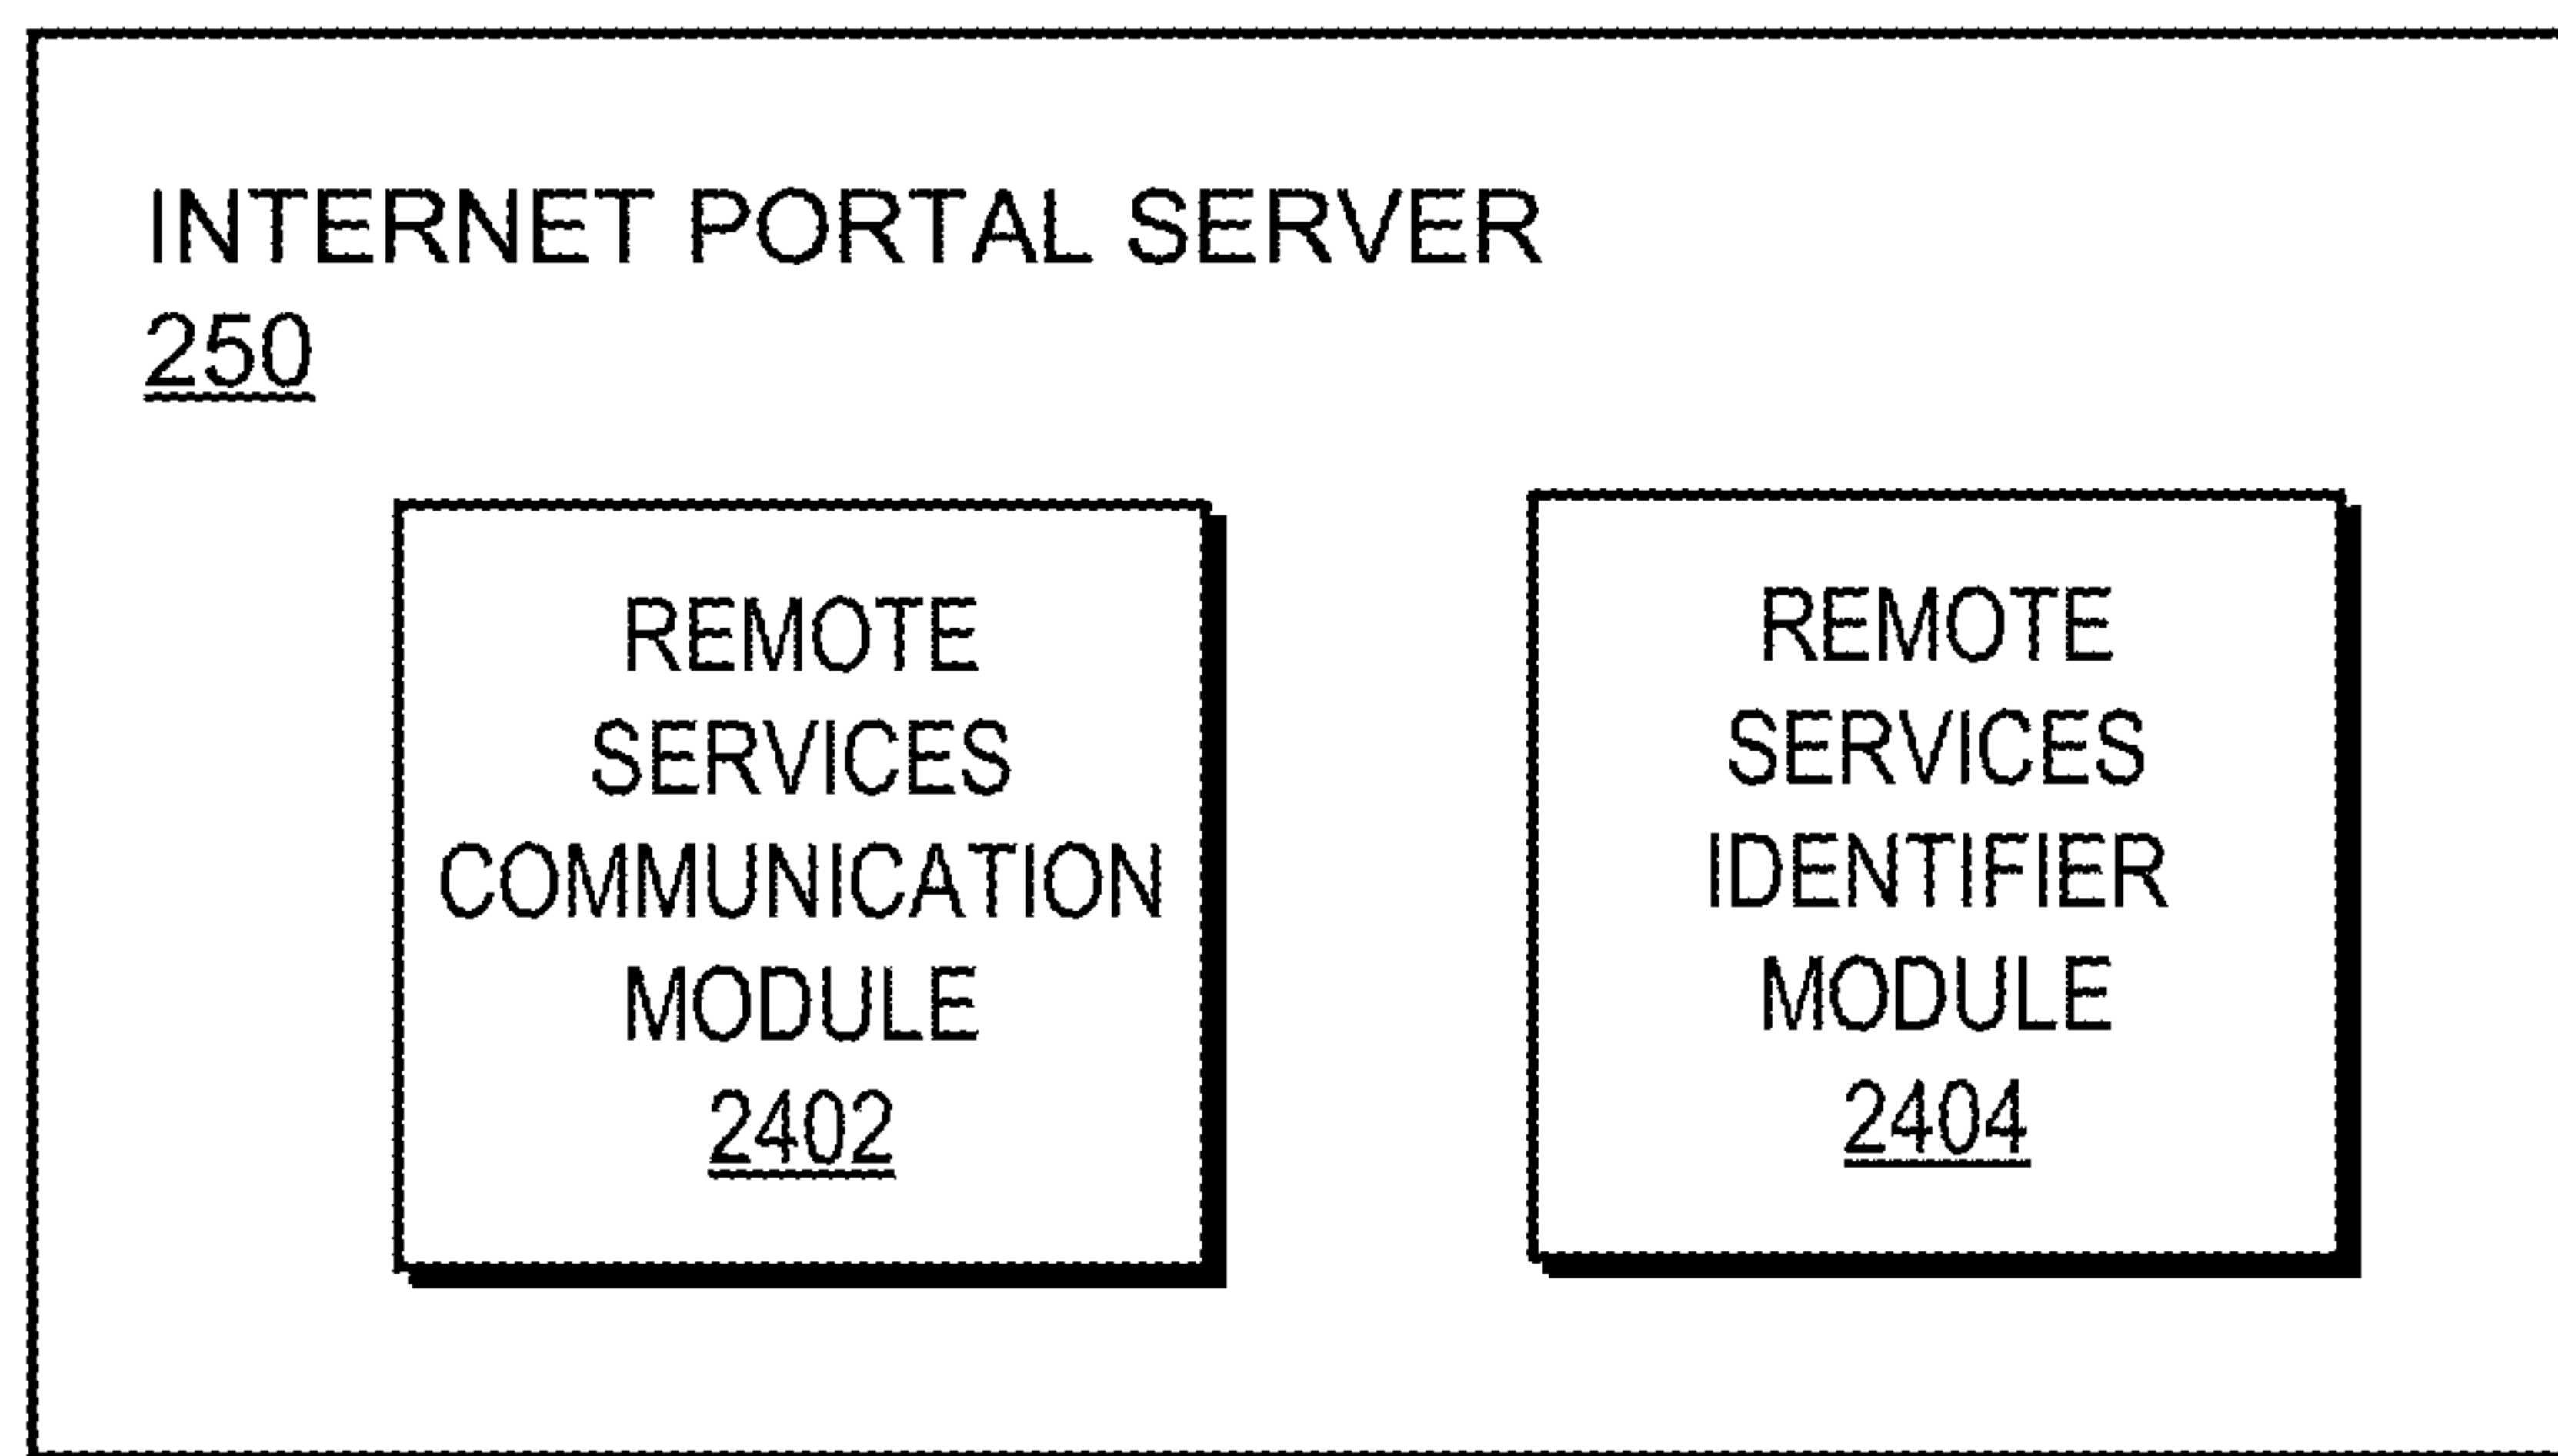 INTERNET PORTAL SERVER
250
REMOTE
SERVICES
COMMUNICATION
MODULE
2402
REMOTE
SERVICES
IDENTIFIER
MODULE
2404